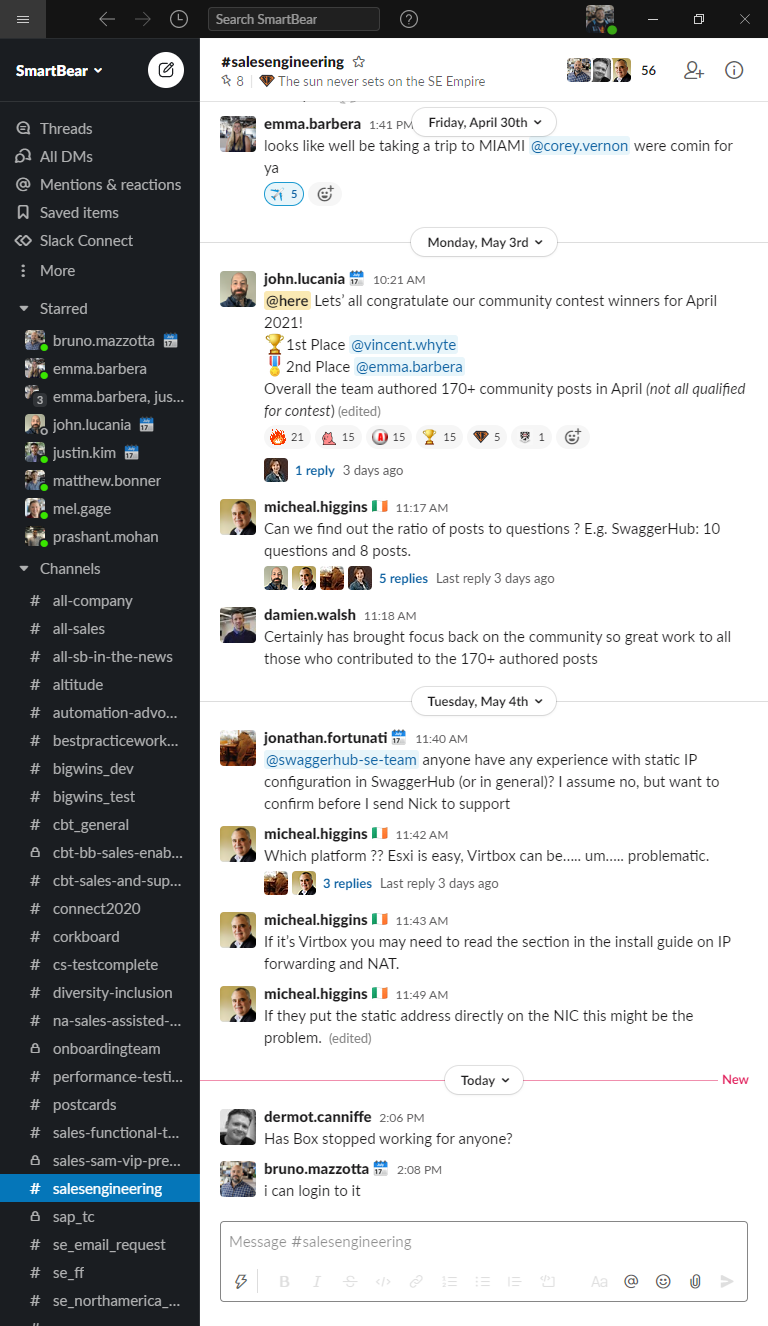 Search SmartBear
SmartBear
Threads
All DMs
Mentions & reactions
Saved items
Slack Connect
More
Starred
bruno.mazzotta
emma.barbera
3 emma.barbera, jus...
john.lucania
justin.kim
matthew.bonner
mel.gage
prashant.mohan
Channels
# all-company
# all-sales
# all-sb-in-the-news
# altitude
# automation-advo...
# bestpracticework...
# bigwins_dev
# bigwins_test
# cbt_general
cbt-bb-sales-enab...
# cbt-sales-and-sup...
# connect2020
# corkboard
# cs-testcomplete
# diversity-inclusion
# na-sales-assisted-...
onboardingteam
# performance-testi...
# postcards
# sales-functional-t...
sales-sam-vip-pre...
# salesengineering
sap_tc
# se_email_request
# se_ff
# se_northamerica_...
#salesengineering
8 | The sun never sets on the SE Empire
56
Friday, April 30th
emma.barbera 1:41 PM
looks like well be taking a trip to MIAMI @corey.vernon were comin for
ya
5
Monday, May 3rd
john.lucania 10:21 AM
@here Lets' all congratulate our community contest winners for April
2021!
1st Place @vincent.whyte
2nd Place @emma.barbera
Overall the team authored 170+ community posts in April (not all qualified
for contest) (edited)
21 15 15 15 5 1
1 reply 3 days ago
micheal.higgins 11:17 AM
Can we find out the ratio of posts to questions ? E.g. SwaggerHub: 10
questions and 8 posts.
5 replies Last reply 3 days ago
damien.walsh 11:18 AM
Certainly has brought focus back on the community so great work to all
those who contributed to the 170+ authored posts
Tuesday, May 4th
jonathan.fortunati 11:40 AM
@swaggerhub-se-team anyone have any experience with static IP
configuration in SwaggerHub (or in general)? I assume no, but want to
confirm before I send Nick to support
micheal.higgins 11:42 AM
Which platform ?? Esxi is easy, Virtbox can be..... um..... problematic.
3 replies Last reply 3 days ago
micheal.higgins 11:43 AM
If it's Virtbox you may need to read the section in the install guide on IP
forwarding and NAT.
micheal.higgins 11:49 AM
If they put the static address directly on the NIC this might be the
problem. (edited)
Today
New
dermot.canniffe 2:06 PM
Has Box stopped working for anyone?
bruno.mazzotta 2:08 PM
i can login to it
Message #salesengineering
B I S Aa @